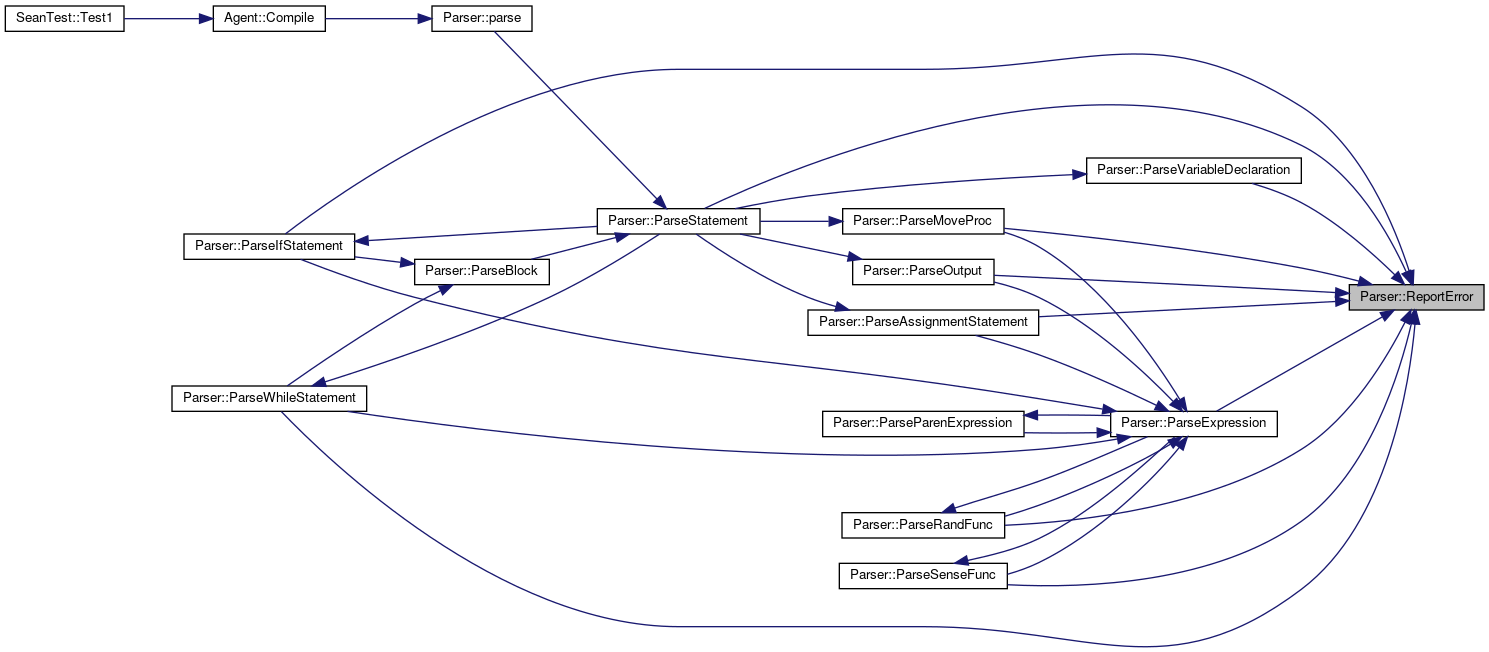 SeanTest::Test1
Agent::Compile
Parser::parse
Parser::ParseVariableDeclaration
Parser::ParseStatement
Parser::ParseMoveProc
Parser::ParseIfStatement
Parser::ParseBlock
Parser::ParseOutput
Parser::ReportError
Parser::ParseAssignmentStatement
Parser::ParseWhileStatement
Parser::ParseParenExpression
Parser::ParseExpression
Parser::ParseRandFunc
Parser::ParseSenseFunc